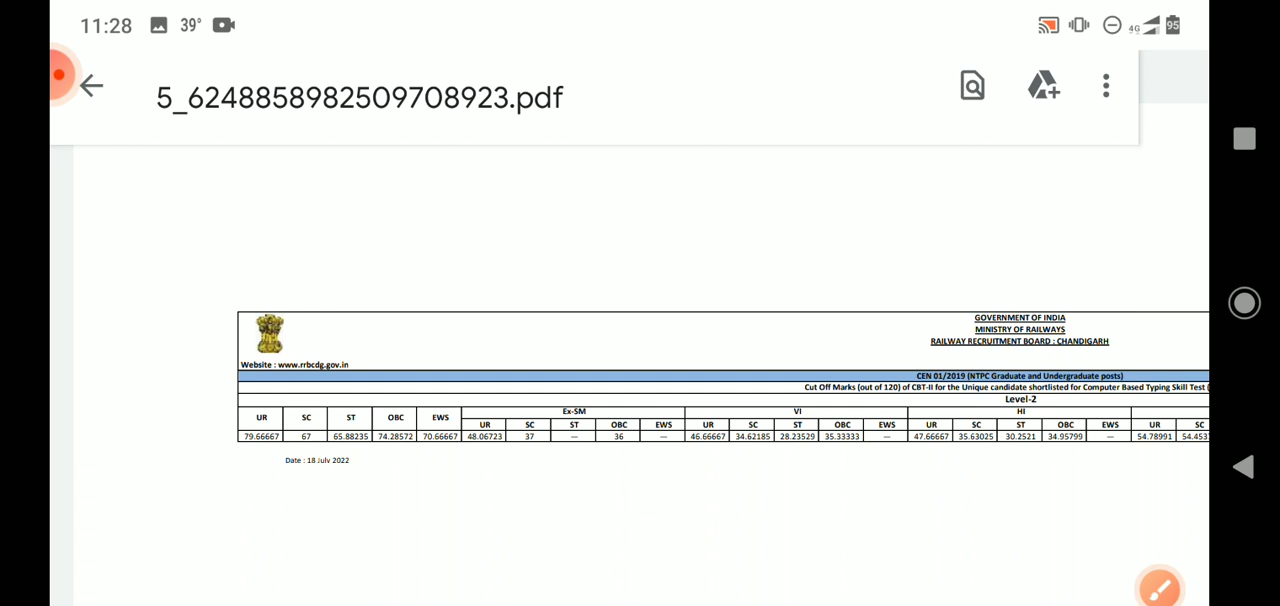 11:28 39° 4G 95
5_6248858982509708923.pdf
GOVERNMENT OF INDIA
MINISTRY OF RAILWAYS
RAILWAY RECRUITMENT BOARD : CHANDIGARH
Website : www.rrbcdg.gov.in
CEN 01/2019 (NTPC Graduate and Undergraduate posts)
Cut Off Marks (out of 120) of CBT-II for the Unique candidate shortlisted for Computer Based Typing Skill Test (
Level-2
UR SC ST OBC EWS Ex-SM VI HI
UR SC ST OBC EWS UR SC ST OBC EWS UR SC ST OBC EWS UR SC
79.66667 67 65.88235 74.28572 70.66667 48.06723 37 — 36 — 46.66667 34.62185 28.23529 35.33333 — 47.66667 35.63025 30.2521 34.95799 — 54.78991 54.453
Date : 18 July 2022